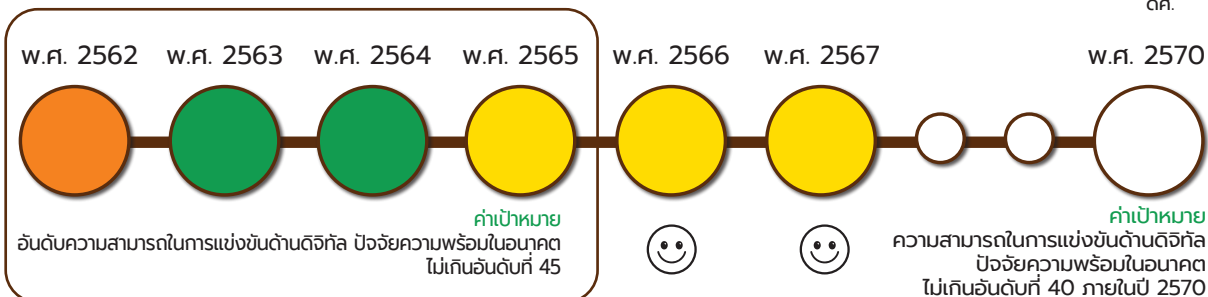 ดศ.
พ.ศ. 2562 พ.ศ. 2563 พ.ศ. 2564 พ.ศ. 2565 พ.ศ. 2566 พ.ศ. 2567 พ.ศ. 2570
ค่าเป้าหมาย
อันดับความสามารถในการแข่งขันด้านดิจิทัล ปัจจัยความพร้อมในอนาคต
ไม่เกินอันดับที่ 45
ค่าเป้าหมาย
ความสามารถในการแข่งขันด้านดิจิทัล
ปัจจัยความพร้อมในอนาคต
ไม่เกินอันดับที่ 40 ภายในปี 2570